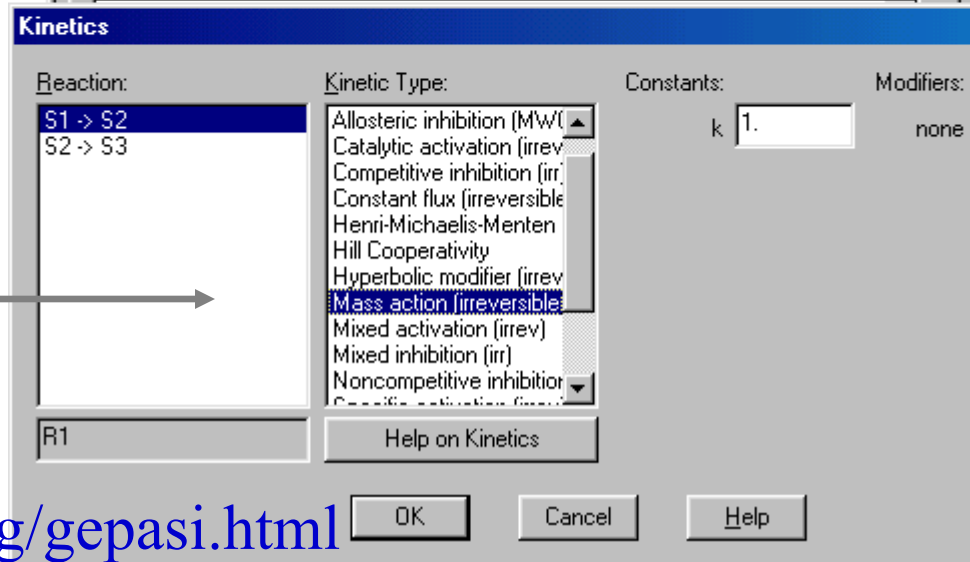 Kinetics
Reaction:
S1 -> S2
S2 -> S3
R1
Kinetic Type:
Allosteric inhibition (MW
Catalytic activation (irrev
Competitive inhibition (irr)
Constant flux (irreversible
Henri-Michaelis-Menten
Hill Cooperativity
Hyperbolic modifier (irrev
Mass action (irreversible
Mixed activation (irrev)
Mixed inhibition (irr)
Noncompetitive inhibition
Help on Kinetics
Constants:
k 1.
Modifiers:
none
OK Cancel Help
g/gepasi.html